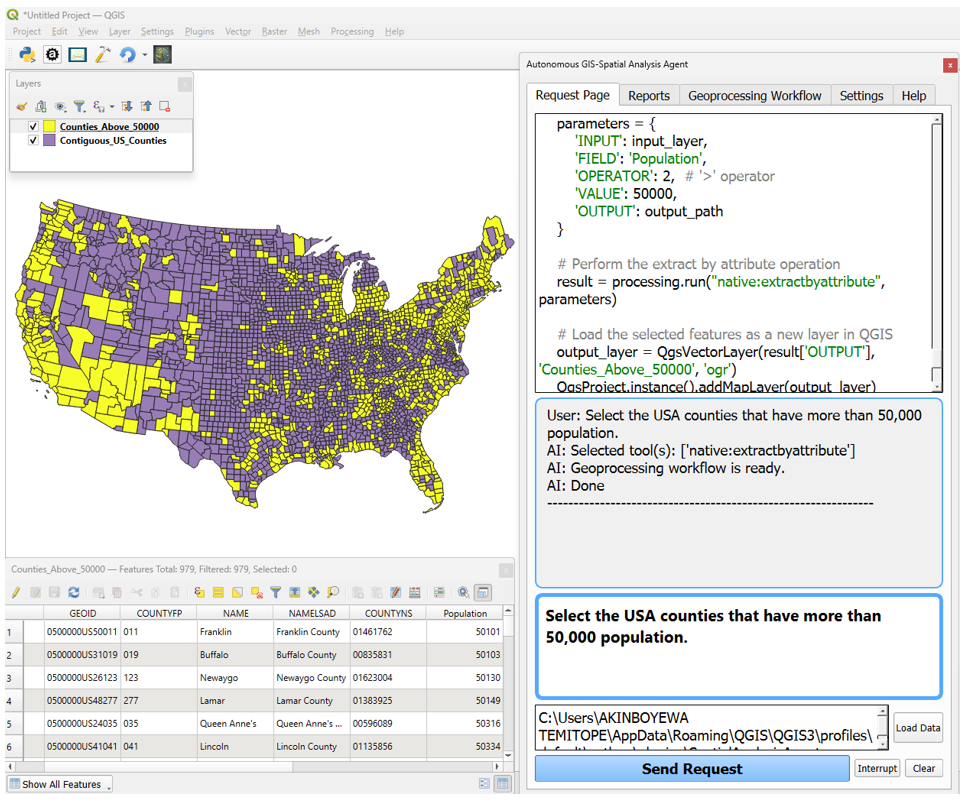 *Untitled Project — QGIS
Project Edit View Layer Settings Plugins Vector Raster Mesh Processing Help
Layers
Counties_Above_50000
Contiguous_US_Counties
Autonomous GIS-Spatial Analysis Agent
Request Page Reports Geoprocessing Workflow Settings Help
parameters = {
'INPUT': input_layer,
'FIELD': 'Population',
'OPERATOR': 2, # '>' operator
'VALUE': 50000,
'OUTPUT': output_path
}
# Perform the extract by attribute operation
result = processing.run("native:extractbyattribute",
parameters)
# Load the selected features as a new layer in QGIS
output_layer = QgsVectorLayer(result['OUTPUT'],
'Counties_Above_50000', 'ogr')
QgsProject.instance().addMapLayer(output_layer)
User: Select the USA counties that have more than 50,000
population.
AI: Selected tool(s): ['native:extractbyattribute']
AI: Geoprocessing workflow is ready.
AI: Done
------------------------------------------------------------
Select the USA counties that have more than
50,000 population.
C:\Users\AKINBOYEWA
TEMITOPE\AppData\Roaming\QGIS\QGIS3\profiles\
Load Data
Send Request Interrupt Clear
Counties_Above_50000 — Features Total: 979, Filtered: 979, Selected: 0
GEOID COUNTYFP NAME NAMELSAD COUNTYNS Population
1 0500000US50011 011 Franklin Franklin County 01461762 50101
2 0500000US31019 019 Buffalo Buffalo County 00835831 50103
3 0500000US26123 123 Newaygo Newaygo County 01623004 50130
4 0500000US48277 277 Lamar Lamar County 01383925 50149
5 0500000US24035 035 Queen Anne's Queen Anne's ... 00596089 50316
6 0500000US41041 041 Lincoln Lincoln County 01135856 50334
Show All Features